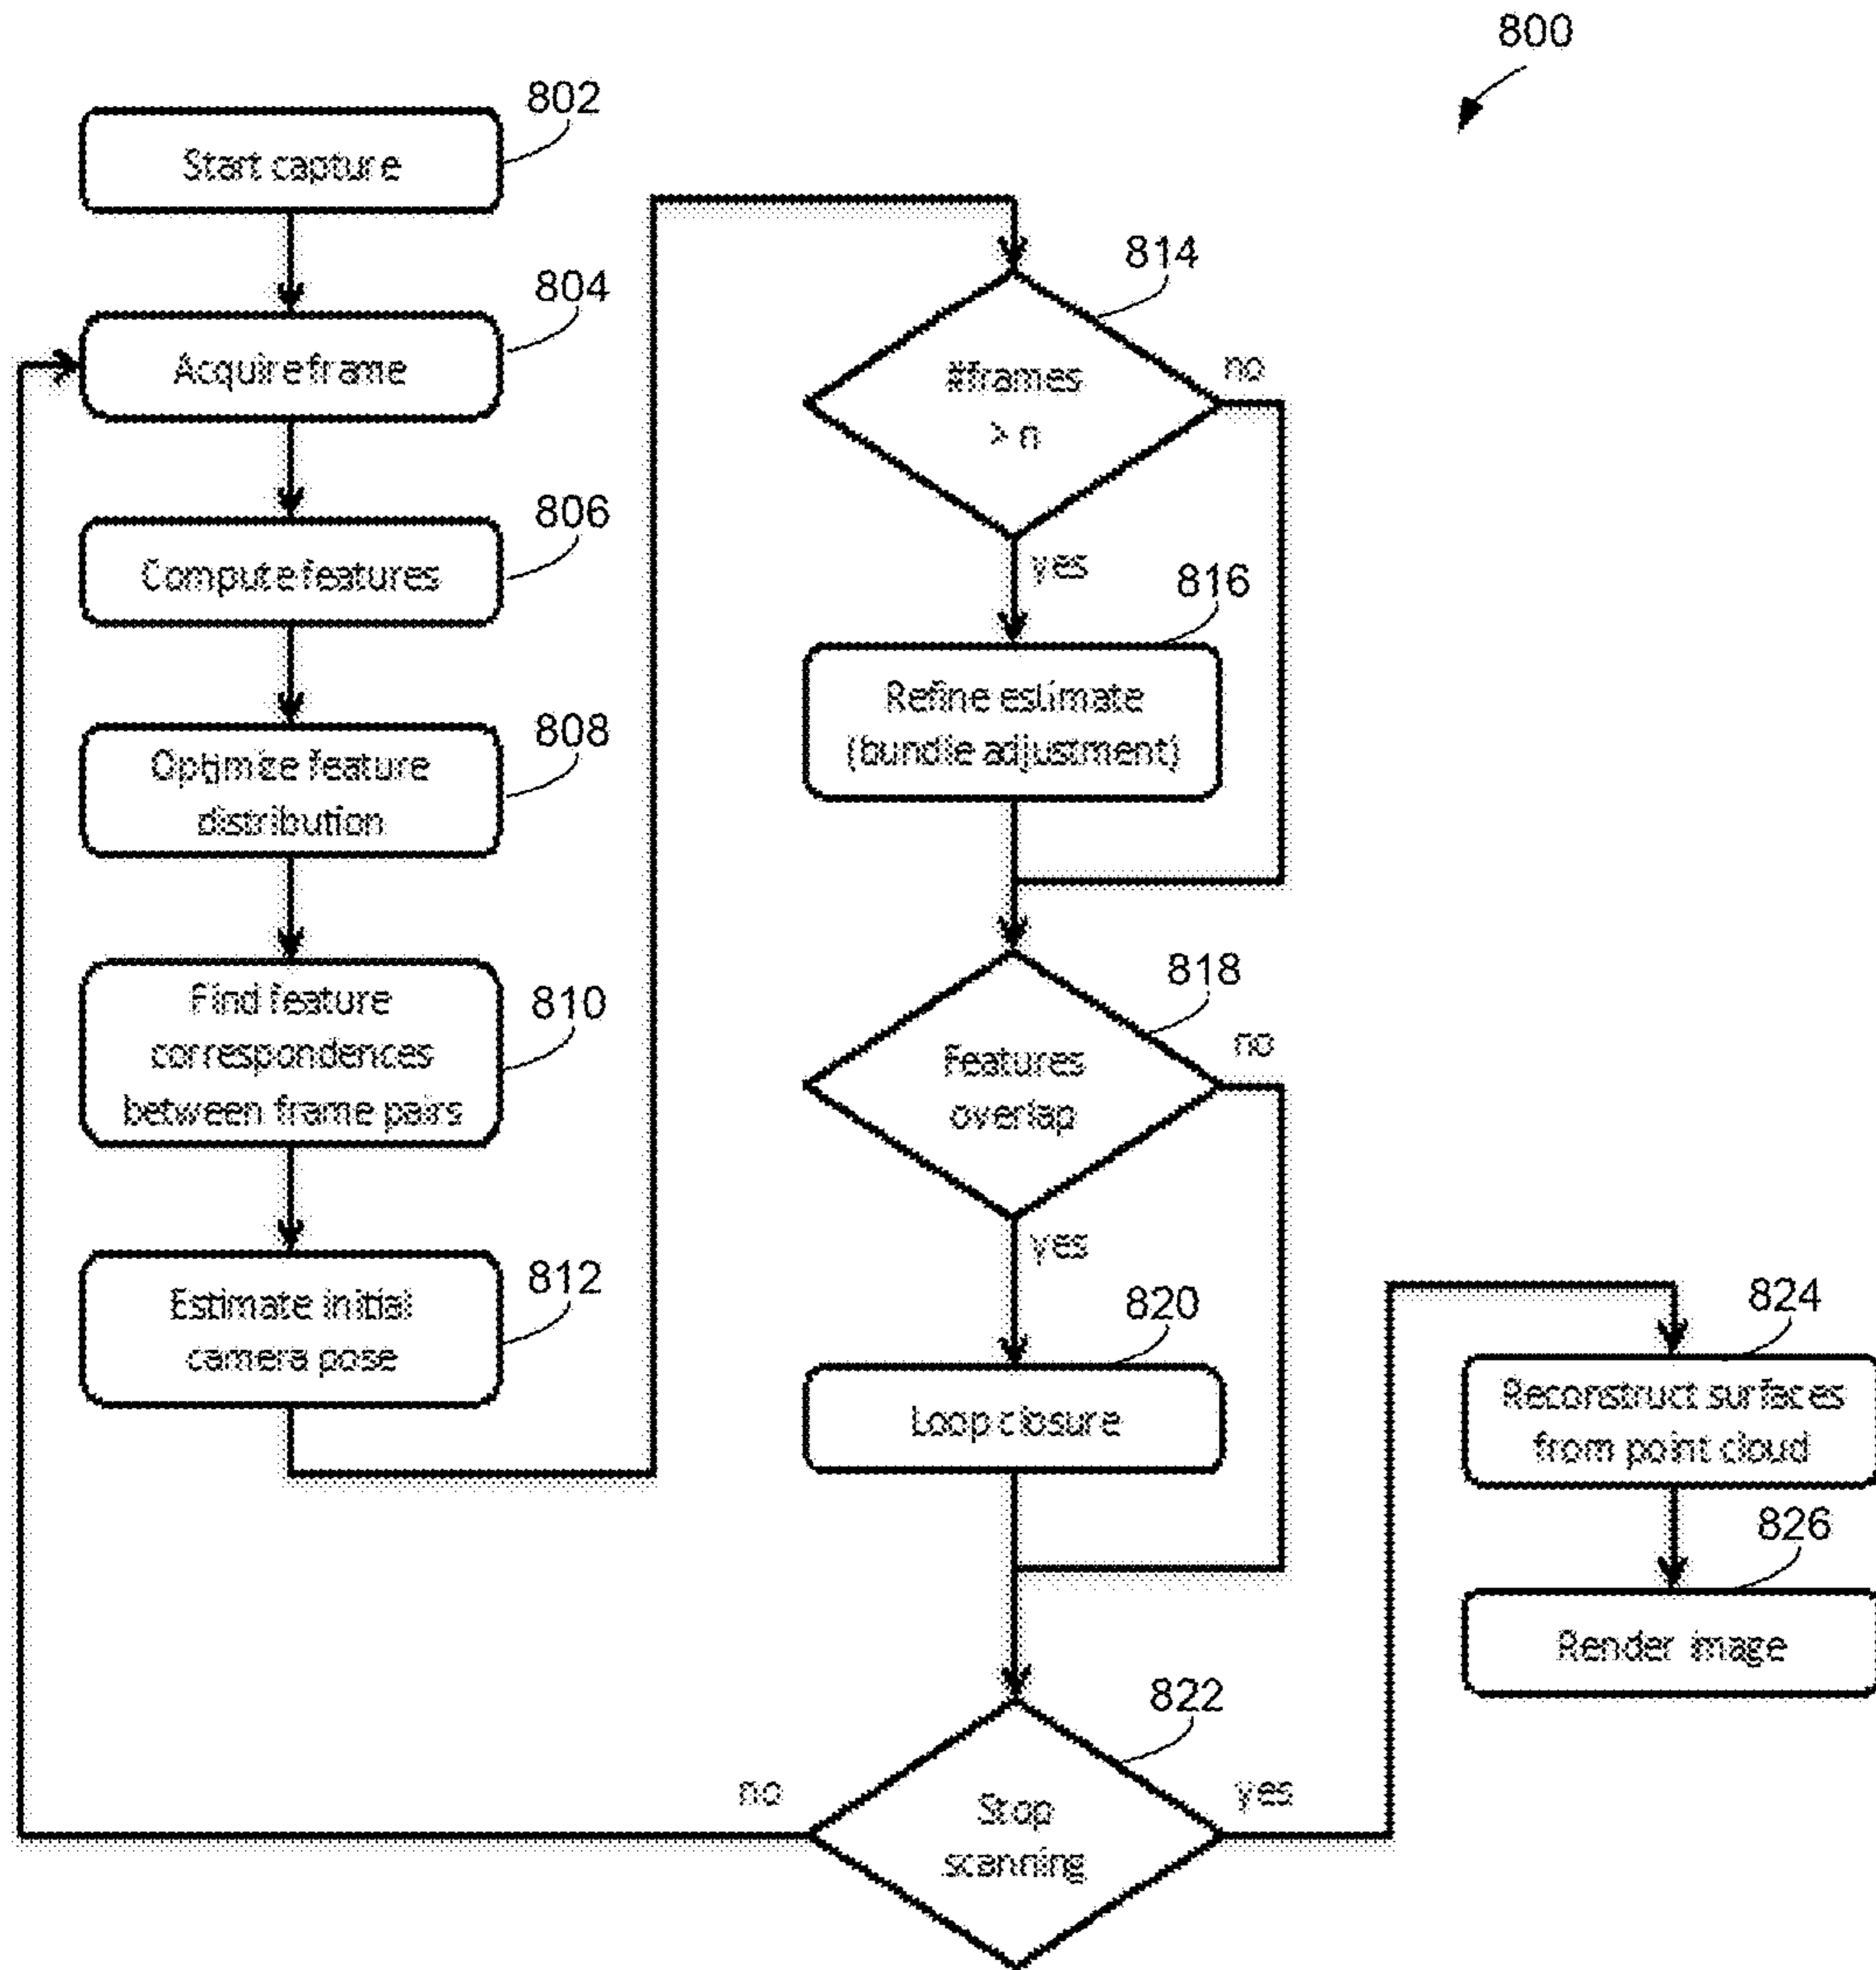 800
802
Start capture
804
Acquire frame
806
Compute features
808
Optimize feature
distribution
810
Find feature
correspondences
between frame pairs
812
Estimate initial
camera pose
814
#frames
> n
no
yes
816
Refine estimate
(bundle adjustment)
818
Features
overlap
no
yes
820
Loop closure
822
Stop
scanning
no
yes
824
Reconstruct surfaces
from point cloud
826
Render image